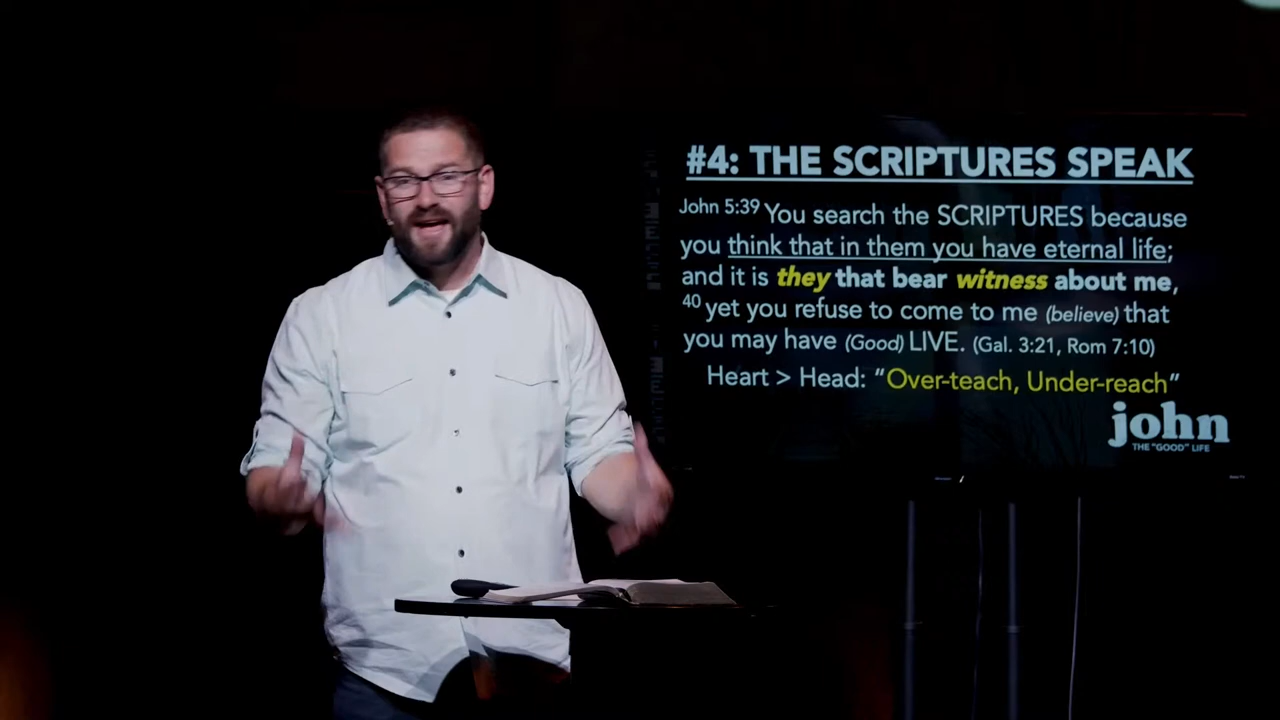 #4: THE SCRIPTURES SPEAK
John 5:39 You search the SCRIPTURES because
you think that in them you have eternal life;
and it is they that bear witness about me,
40 yet you refuse to come to me (believe) that
you may have (Good) LIVE. (Gal. 3:21, Rom 7:10)
Heart > Head: "Over-teach, Under-reach"
john
THE "GOOD" LIFE